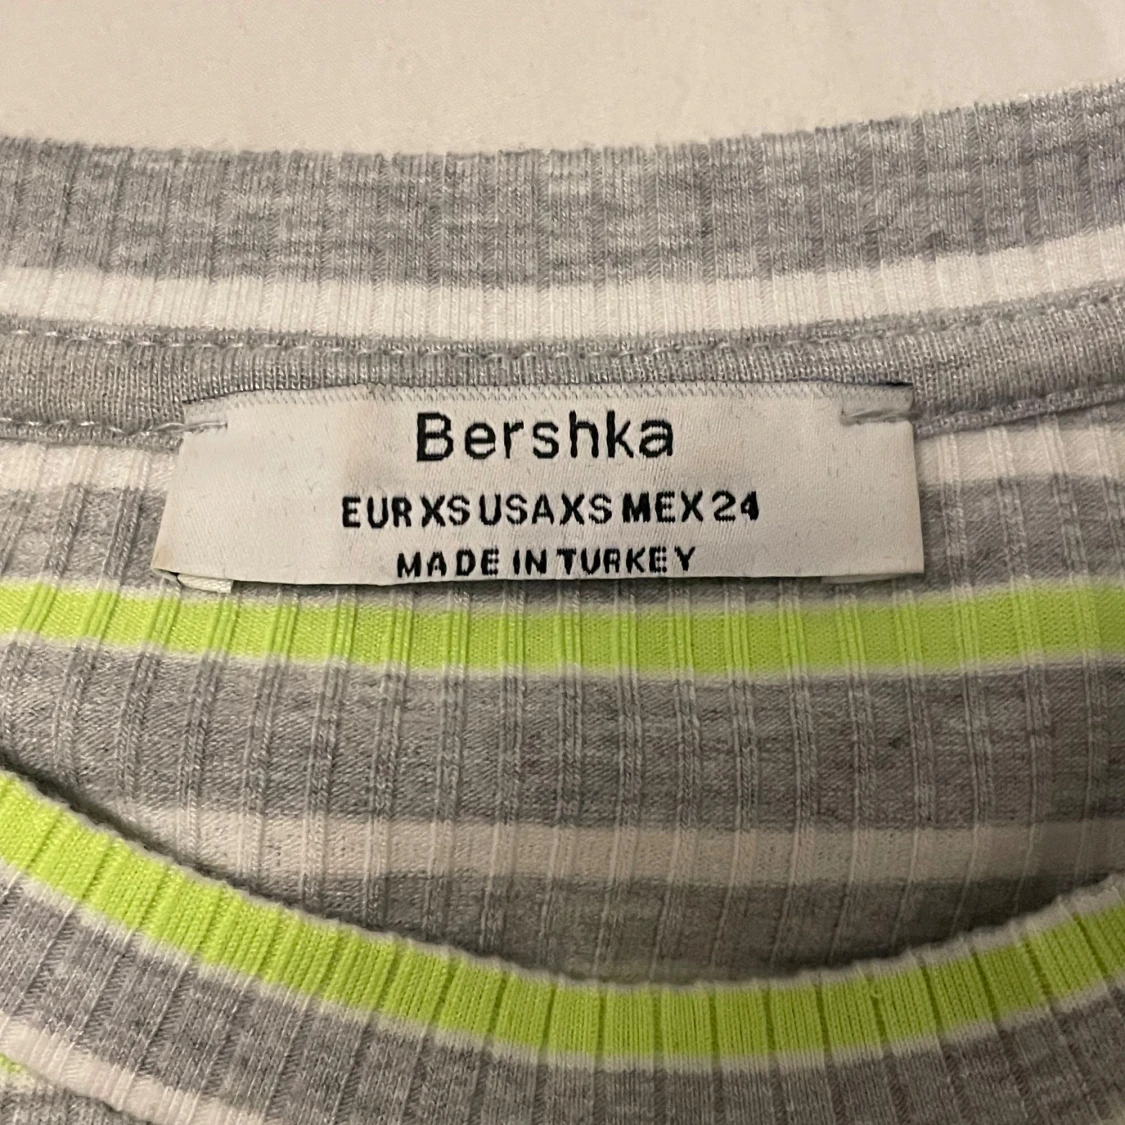 Bershka
EUR XS USA XS MEX 24
MADE IN TURKEY